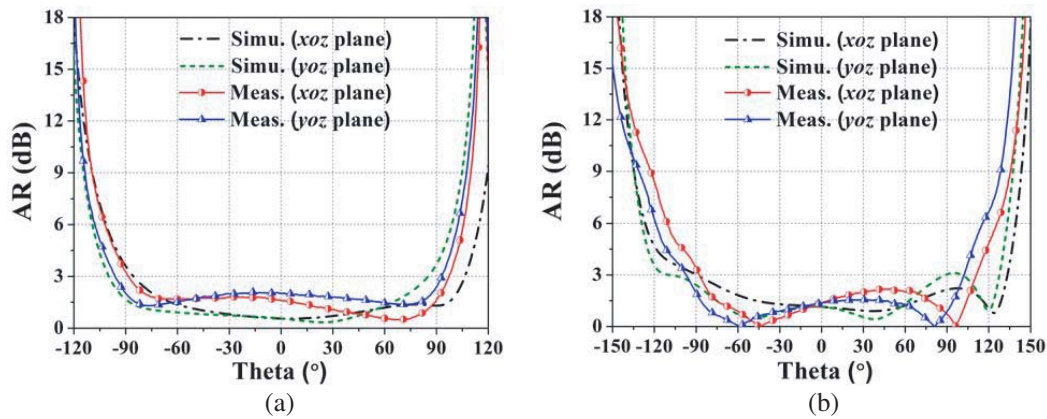 18
15
12
9
6
3
0
AR (dB)
Simu. (xoz plane)
Simu. (yoz plane)
Meas. (xoz plane)
Meas. (yoz plane)
-120 -90 -60 -30 0 30 60 90 120
Theta (°)
(a)
18
15
12
9
6
3
0
AR (dB)
Simu. (xoz plane)
Simu. (yoz plane)
Meas. (xoz plane)
Meas. (yoz plane)
-150 -120 -90 -60 -30 0 30 60 90 120 150
Theta (°)
(b)